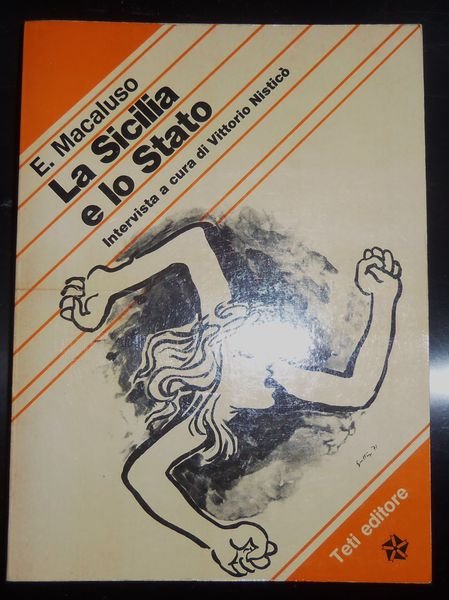 E. Macaluso
La Sicilia
e lo Stato
Intervista a cura di Vittorio Nisticò
Teti editore